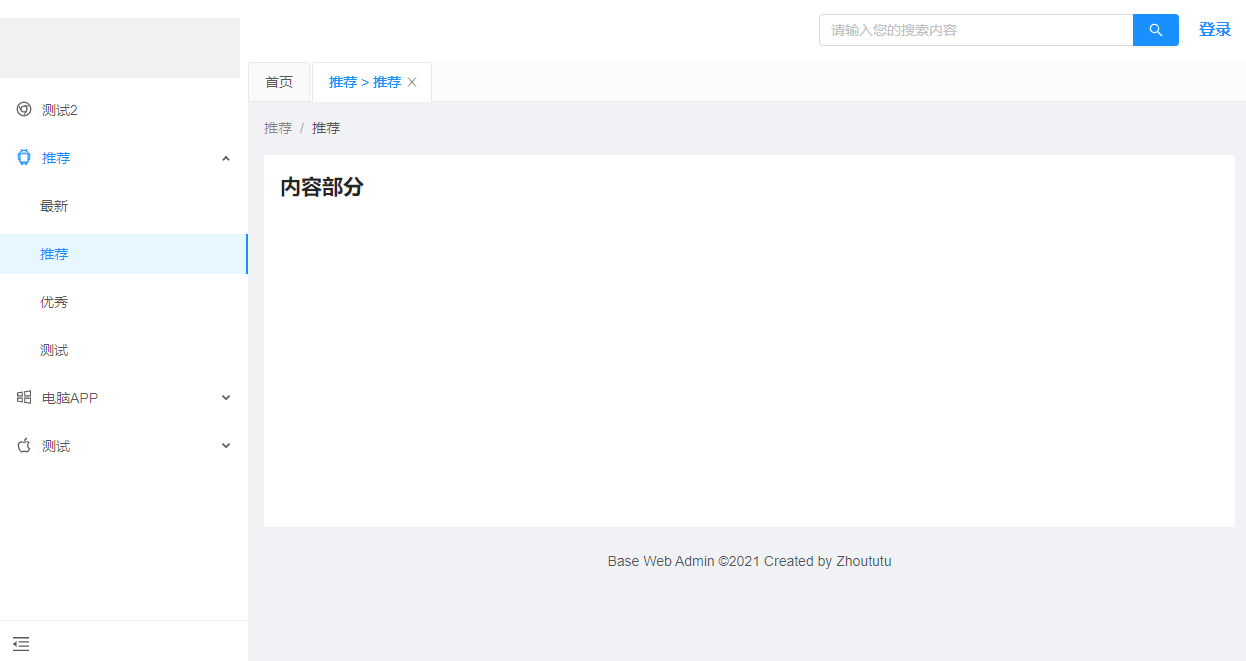 请输入您的搜索内容
登录
首页
推荐 > 推荐
推荐 / 推荐
测试2
推荐
最新
推荐
优秀
测试
电脑APP
测试
内容部分
Base Web Admin ©2021 Created by Zhoututu